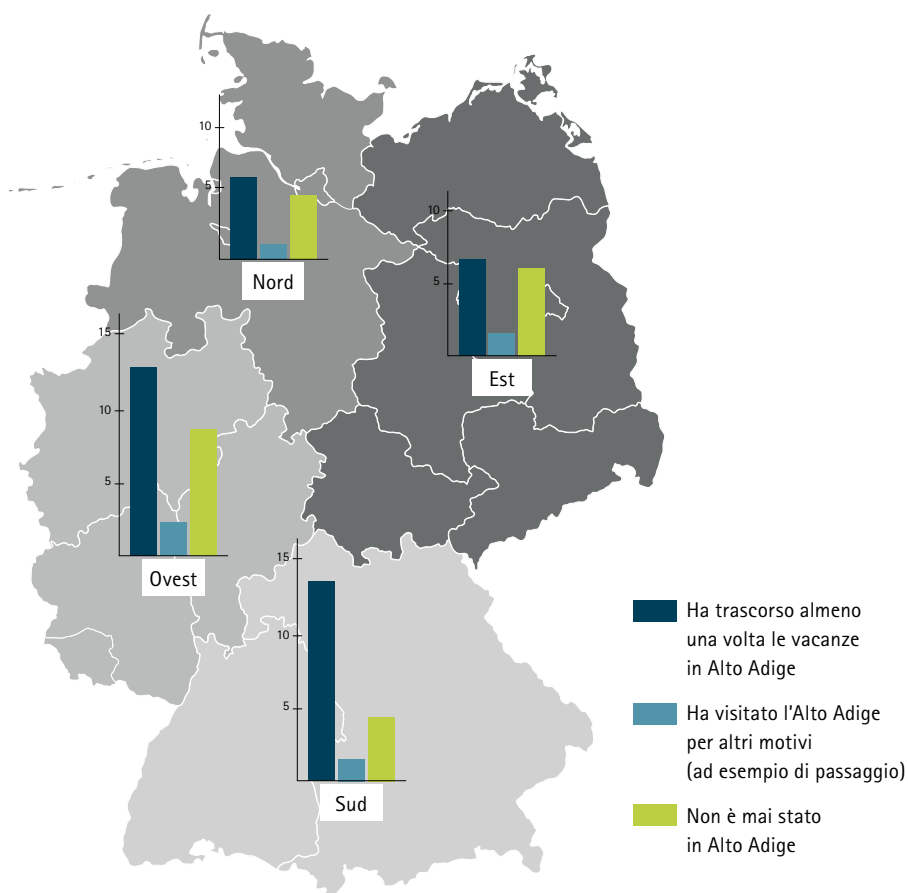 10
5
Nord
10
5
Est
15
10
5
Ovest
15
10
5
Sud
Ha trascorso almeno
una volta le vacanze
in Alto Adige
Ha visitato l'Alto Adige
per altri motivi
(ad esempio di passaggio)
Non è mai stato
in Alto Adige